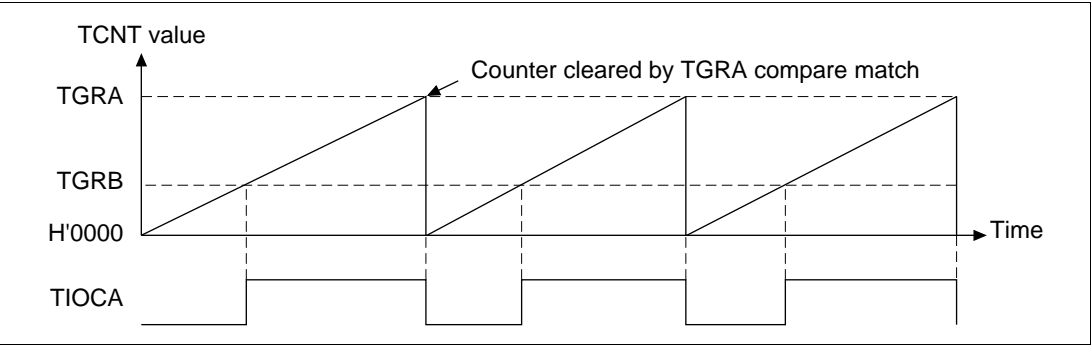 TCNT value
Counter cleared by TGRA compare match
TGRA
TGRB
H'0000
Time
TIOCA